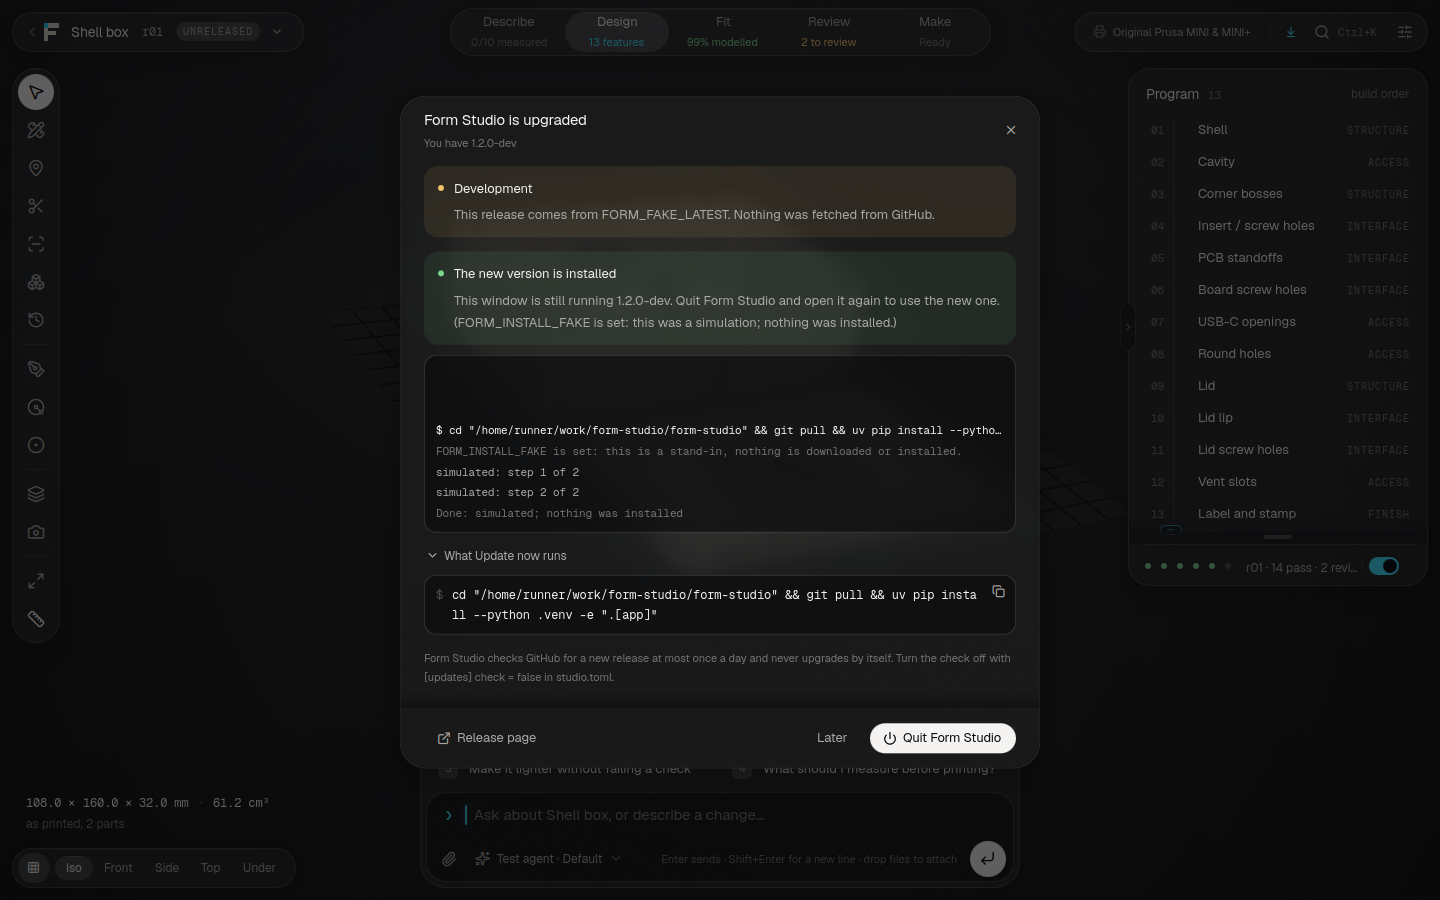 Shell box r01 UNRELEASED
Describe
0/10 measured
Design
13 features
Fit
99% modelled
Review
2 to review
Make
Ready
Original Prusa MINI & MINI+
Ctrl+K
Form Studio is upgraded
You have 1.2.0-dev
Development
This release comes from FORM_FAKE_LATEST. Nothing was fetched from GitHub.
The new version is installed
This window is still running 1.2.0-dev. Quit Form Studio and open it again to use the new one.
(FORM_INSTALL_FAKE is set: this was a simulation; nothing was installed.)
$ cd "/home/runner/work/form-studio/form-studio" && git pull && uv pip install --pytho…
FORM_INSTALL_FAKE is set: this is a stand-in, nothing is downloaded or installed.
simulated: step 1 of 2
simulated: step 2 of 2
Done: simulated; nothing was installed
What Update now runs
$ cd "/home/runner/work/form-studio/form-studio" && git pull && uv pip insta
ll --python .venv -e ".[app]"
Form Studio checks GitHub for a new release at most once a day and never upgrades by itself. Turn the check off with
[updates] check = false in studio.toml.
Release page
Later
Quit Form Studio
Program 13 build order
01 Shell STRUCTURE
02 Cavity ACCESS
03 Corner bosses STRUCTURE
04 Insert / screw holes INTERFACE
05 PCB standoffs INTERFACE
06 Board screw holes INTERFACE
07 USB-C openings ACCESS
08 Round holes ACCESS
09 Lid STRUCTURE
10 Lid lip INTERFACE
11 Lid screw holes INTERFACE
12 Vent slots ACCESS
13 Label and stamp FINISH
r01 · 14 pass · 2 revi…
3 Make it lighter without failing a check
4 What should I measure before printing?
Ask about Shell box, or describe a change…
Test agent · Default
Enter sends · Shift+Enter for a new line · drop files to attach
108.0 × 160.0 × 32.0 mm · 61.2 cm³
as printed, 2 parts
Iso Front Side Top Under